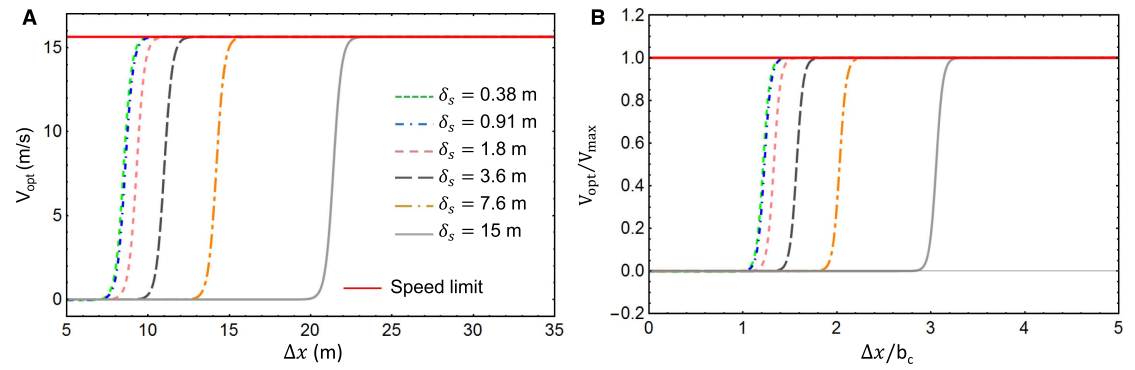 A
V_opt (m/s)
15
10
5
0
δ_s = 0.38 m
δ_s = 0.91 m
δ_s = 1.8 m
δ_s = 3.6 m
δ_s = 7.6 m
δ_s = 15 m
Speed limit
5 10 15 20 25 30 35
Δx (m)
B
V_opt/V_max
1.2
1.0
0.8
0.6
0.4
0.2
0.0
−0.2
0 1 2 3 4 5
Δx/b_c